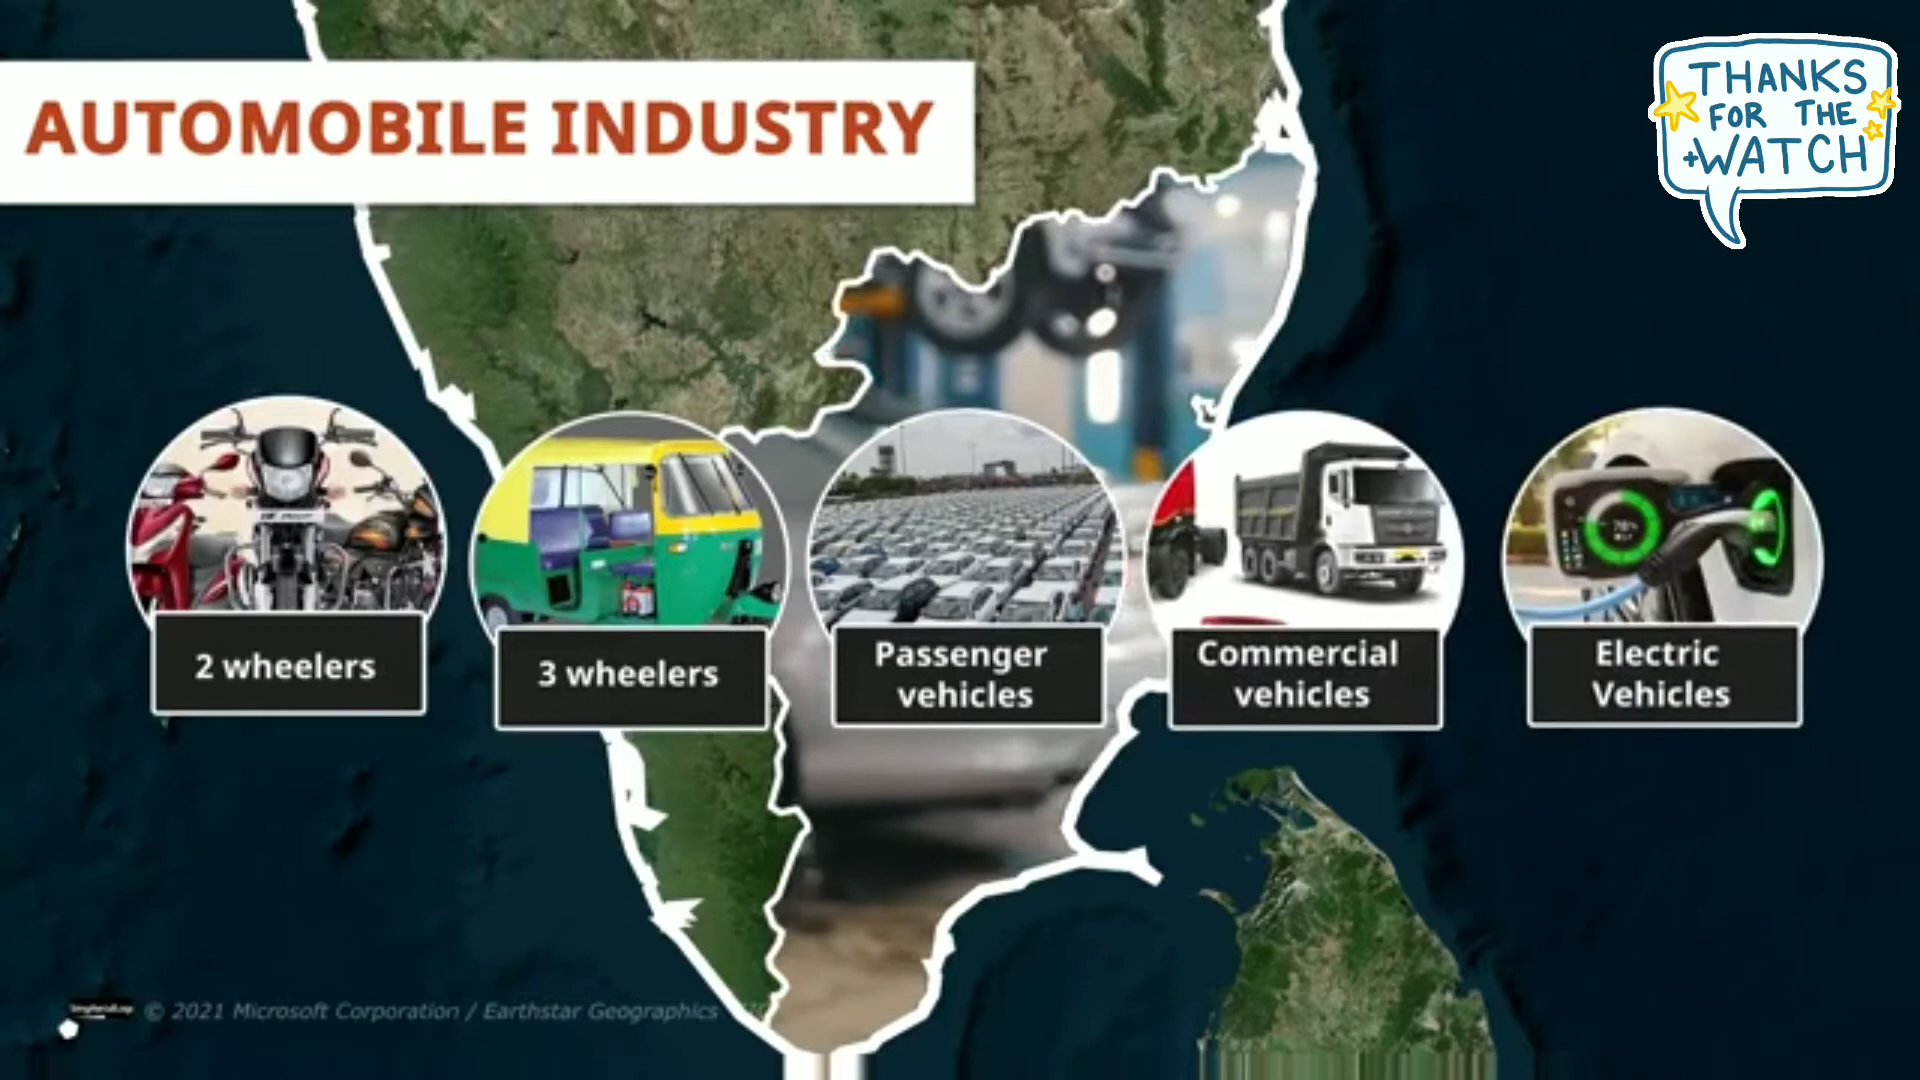 AUTOMOBILE INDUSTRY
THANKS
FOR THE
WATCH
2 wheelers
3 wheelers
Passenger
vehicles
Commercial
vehicles
Electric
Vehicles
© 2021 Microsoft Corporation / Earthstar Geographics